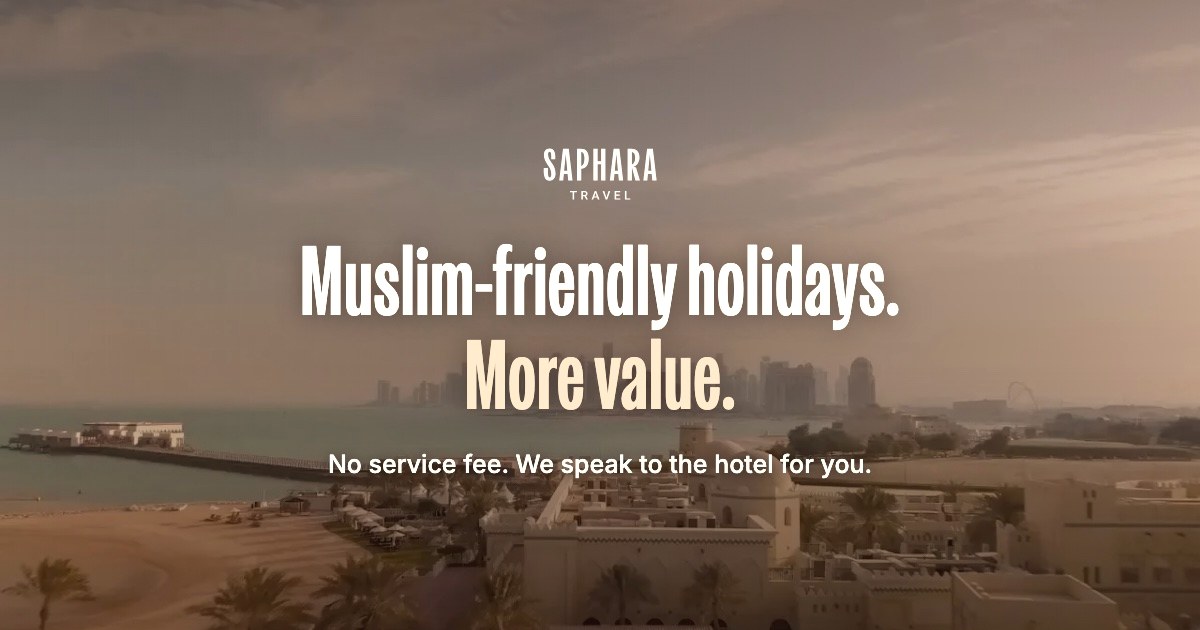 SAPHARA
TRAVEL
Muslim-friendly holidays.
More value.
No service fee. We speak to the hotel for you.